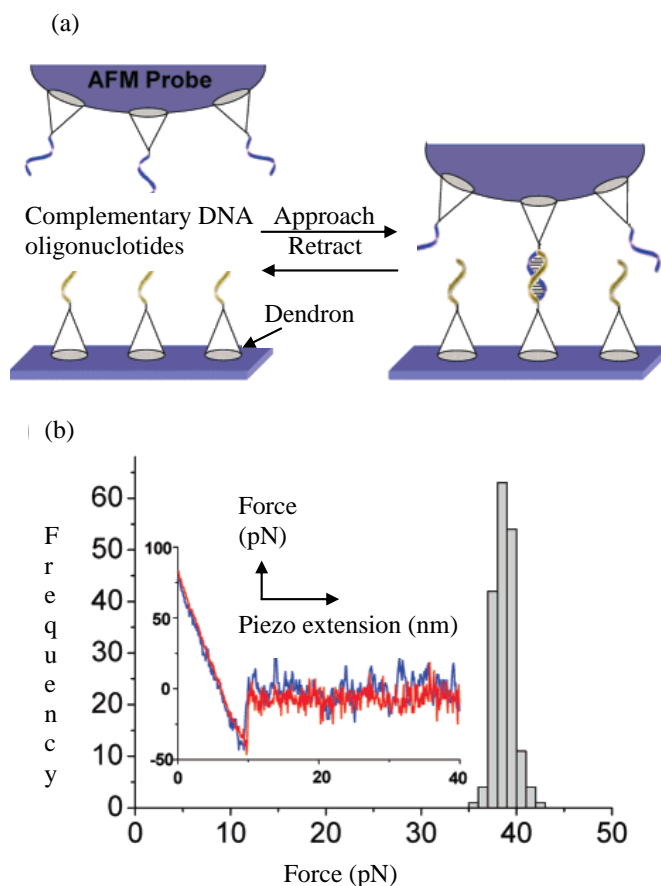 (a)
AFM Probe
Complementary DNA
oligonuclotides
Approach
Retract
Dendron
(b)
Frequency
60
50
40
30
20
10
0
Force
(pN)
Piezo extension (nm)
100
50
0
-50
0
20
40
0
10
20
30
40
50
Force (pN)